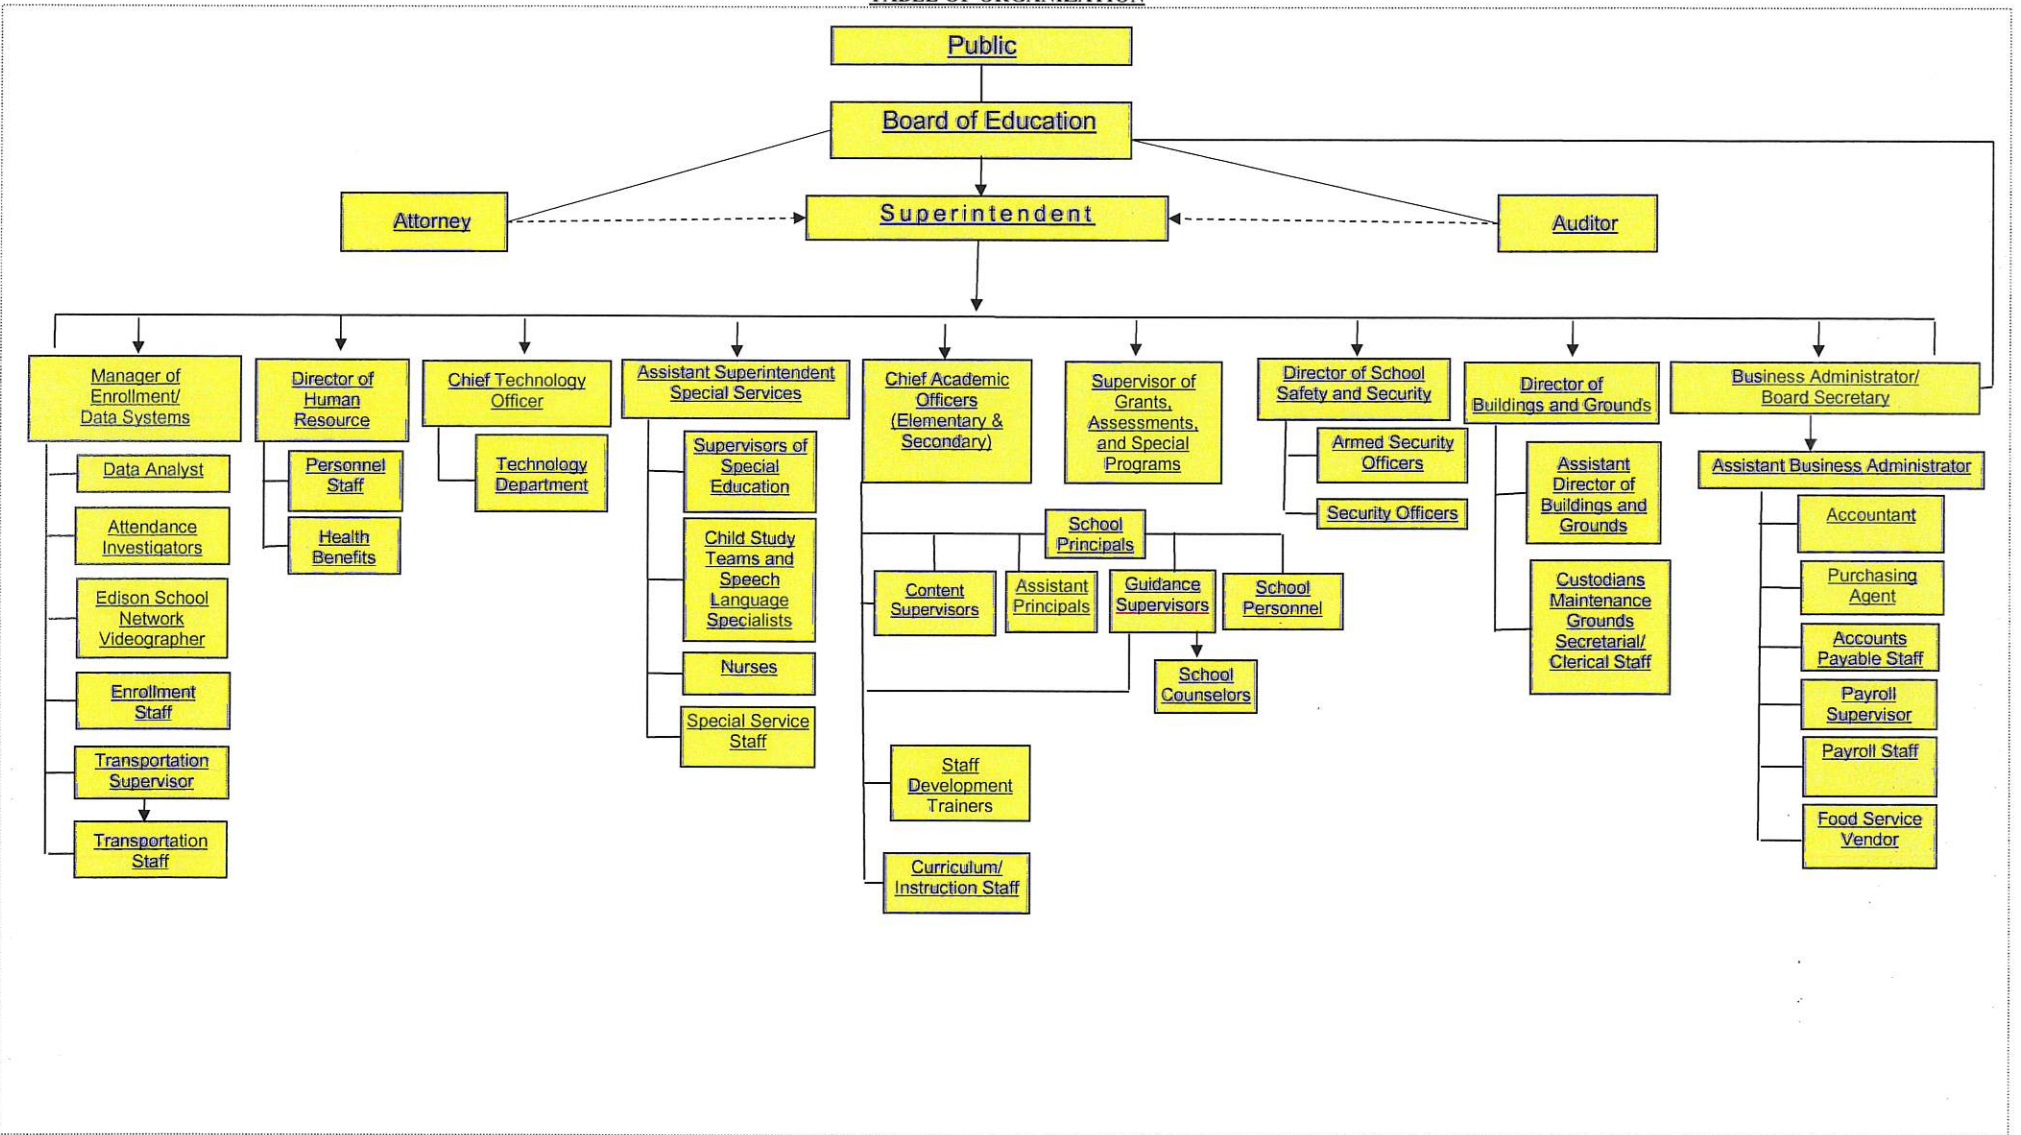 TABLE OF ORGANIZATION
Public
Board of Education
Attorney
Superintendent
Auditor
Manager of
Enrollment/
Data Systems
Data Analyst
Attendance
Investigators
Edison School
Network
Videographer
Enrollment
Staff
Transportation
Supervisor
Transportation
Staff
Director of
Human
Resource
Personnel
Staff
Health
Benefits
Chief Technology
Officer
Technology
Department
Assistant Superintendent
Special Services
Supervisors of
Special
Education
Child Study
Teams and
Speech
Language
Specialists
Nurses
Special Service
Staff
Chief Academic
Officers
(Elementary &
Secondary)
School
Principals
Content
Supervisors
Assistant
Principals
Guidance
Supervisors
School
Personnel
School
Counselors
Staff
Development
Trainers
Curriculum/
Instruction Staff
Supervisor of
Grants,
Assessments,
and Special
Programs
Director of School
Safety and Security
Armed Security
Officers
Security Officers
Director of
Buildings and Grounds
Assistant
Director of
Buildings and
Grounds
Custodians
Maintenance
Grounds
Secretarial/
Clerical Staff
Business Administrator/
Board Secretary
Assistant Business Administrator
Accountant
Purchasing
Agent
Accounts
Payable Staff
Payroll
Supervisor
Payroll Staff
Food Service
Vendor